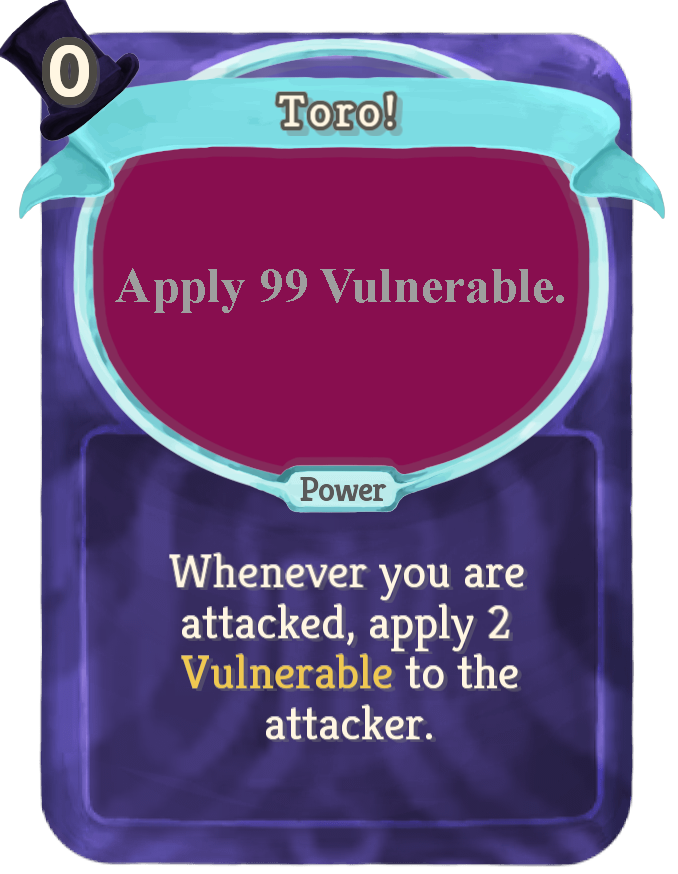 0
Toro!
Apply 99 Vulnerable.
Power
Whenever you are
attacked, apply 2
Vulnerable to the
attacker.